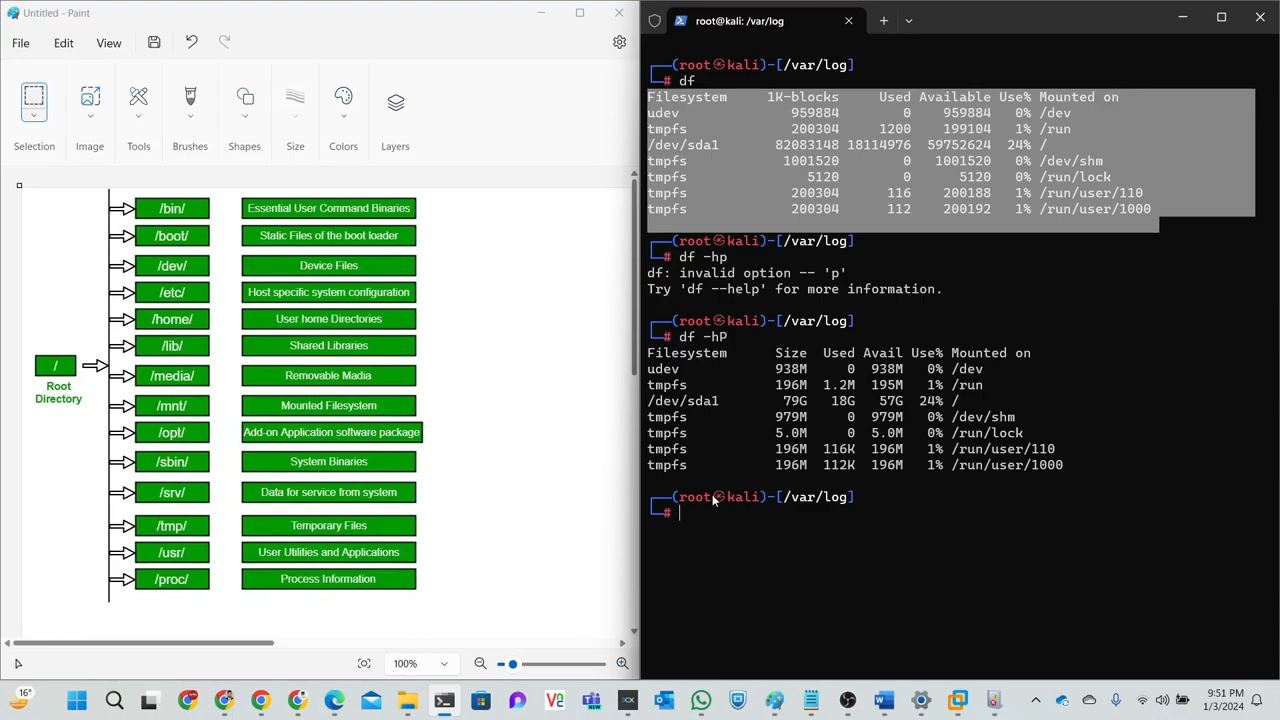 Untitled - Paint
File Edit View
Selection Image Tools Brushes Shapes Size Colors Layers
/bin/ Essential User Command Binaries
/boot/ Static Files of the boot loader
/dev/ Device Files
/etc/ Host specific system configuration
/home/ User home Directories
/lib/ Shared Libraries
/ /media/ Removable Madia
Root
Directory
/mnt/ Mounted Filesystem
/opt/ Add-on Application software package
/sbin/ System Binaries
/srv/ Data for service from system
/tmp/ Temporary Files
/usr/ User Utilities and Applications
/proc/ Process Information
100%
root@kali: /var/log
(root㉿kali)-[/var/log]
# df
Filesystem 1K-blocks Used Available Use% Mounted on
udev 959884 0 959884 0% /dev
tmpfs 200304 1200 199104 1% /run
/dev/sda1 82083148 18114976 59752624 24% /
tmpfs 1001520 0 1001520 0% /dev/shm
tmpfs 5120 0 5120 0% /run/lock
tmpfs 200304 116 200188 1% /run/user/110
tmpfs 200304 112 200192 1% /run/user/1000
(root㉿kali)-[/var/log]
# df -hp
df: invalid option -- 'p'
Try 'df --help' for more information.
(root㉿kali)-[/var/log]
# df -hP
Filesystem Size Used Avail Use% Mounted on
udev 938M 0 938M 0% /dev
tmpfs 196M 1.2M 195M 1% /run
/dev/sda1 79G 18G 57G 24% /
tmpfs 979M 0 979M 0% /dev/shm
tmpfs 5.0M 0 5.0M 0% /run/lock
tmpfs 196M 116K 196M 1% /run/user/110
tmpfs 196M 112K 196M 1% /run/user/1000
(root㉿kali)-[/var/log]
#
16°
9:51 PM
1/3/2024